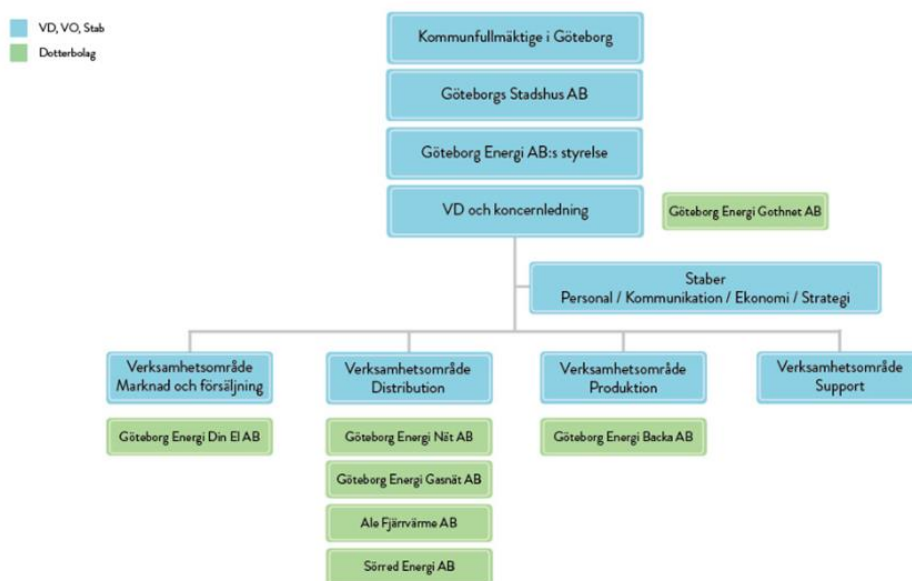 VD, VO, Stab
Dotterbolag
Kommunfullmäktige i Göteborg
Göteborgs Stadshus AB
Göteborg Energi AB:s styrelse
VD och koncernledning
Göteborg Energi Gothnet AB
Staber
Personal / Kommunikation / Ekonomi / Strategi
Verksamhetsområde
Marknad och försäljning
Verksamhetsområde
Distribution
Verksamhetsområde
Produktion
Verksamhetsområde
Support
Göteborg Energi Din El AB
Göteborg Energi Nät AB
Göteborg Energi Backa AB
Göteborg Energi Gasnät AB
Ale Fjärrvärme AB
Sörred Energi AB